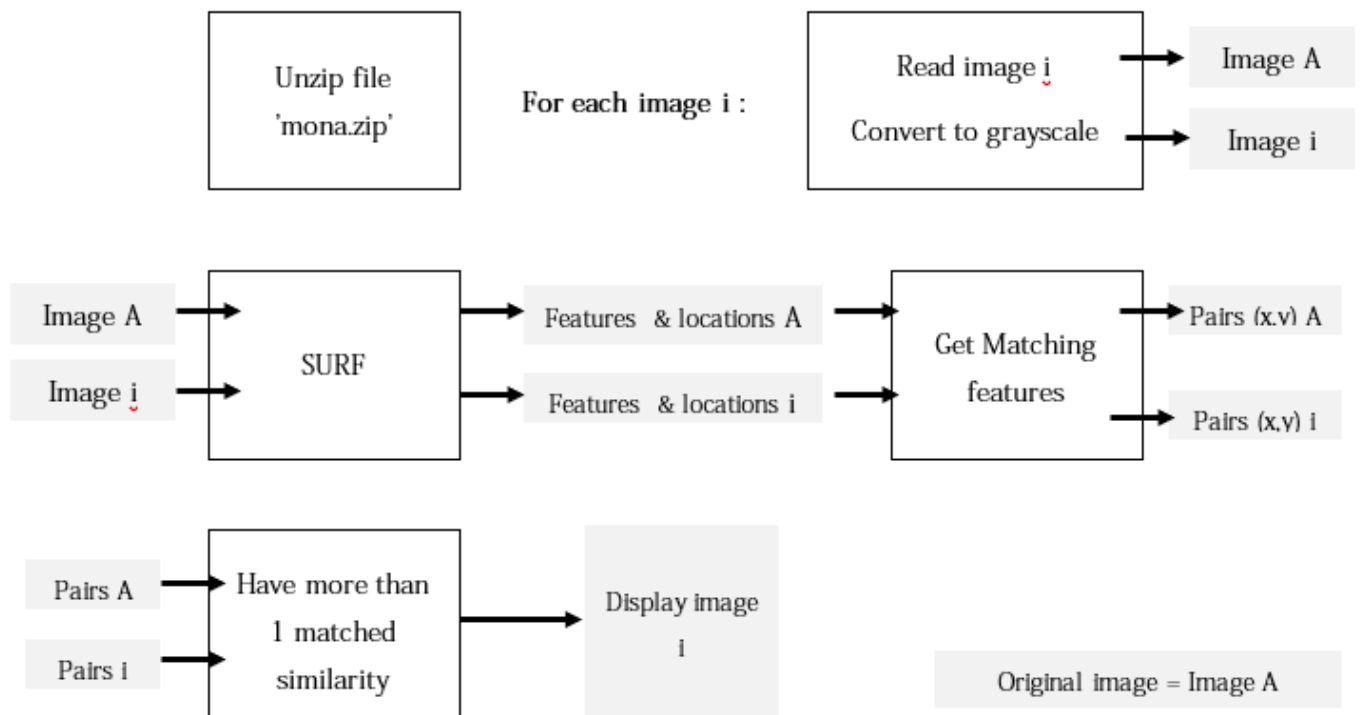 Unzip file
'mona.zip'
For each image i :
Read image i
Convert to grayscale
Image A
Image i
Image A
Image i
SURF
Features & locations A
Features & locations i
Get Matching
features
Pairs (x,y) A
Pairs (x,y) i
Pairs A
Pairs i
Have more than
1 matched
similarity
Display image
i
Original image = Image A